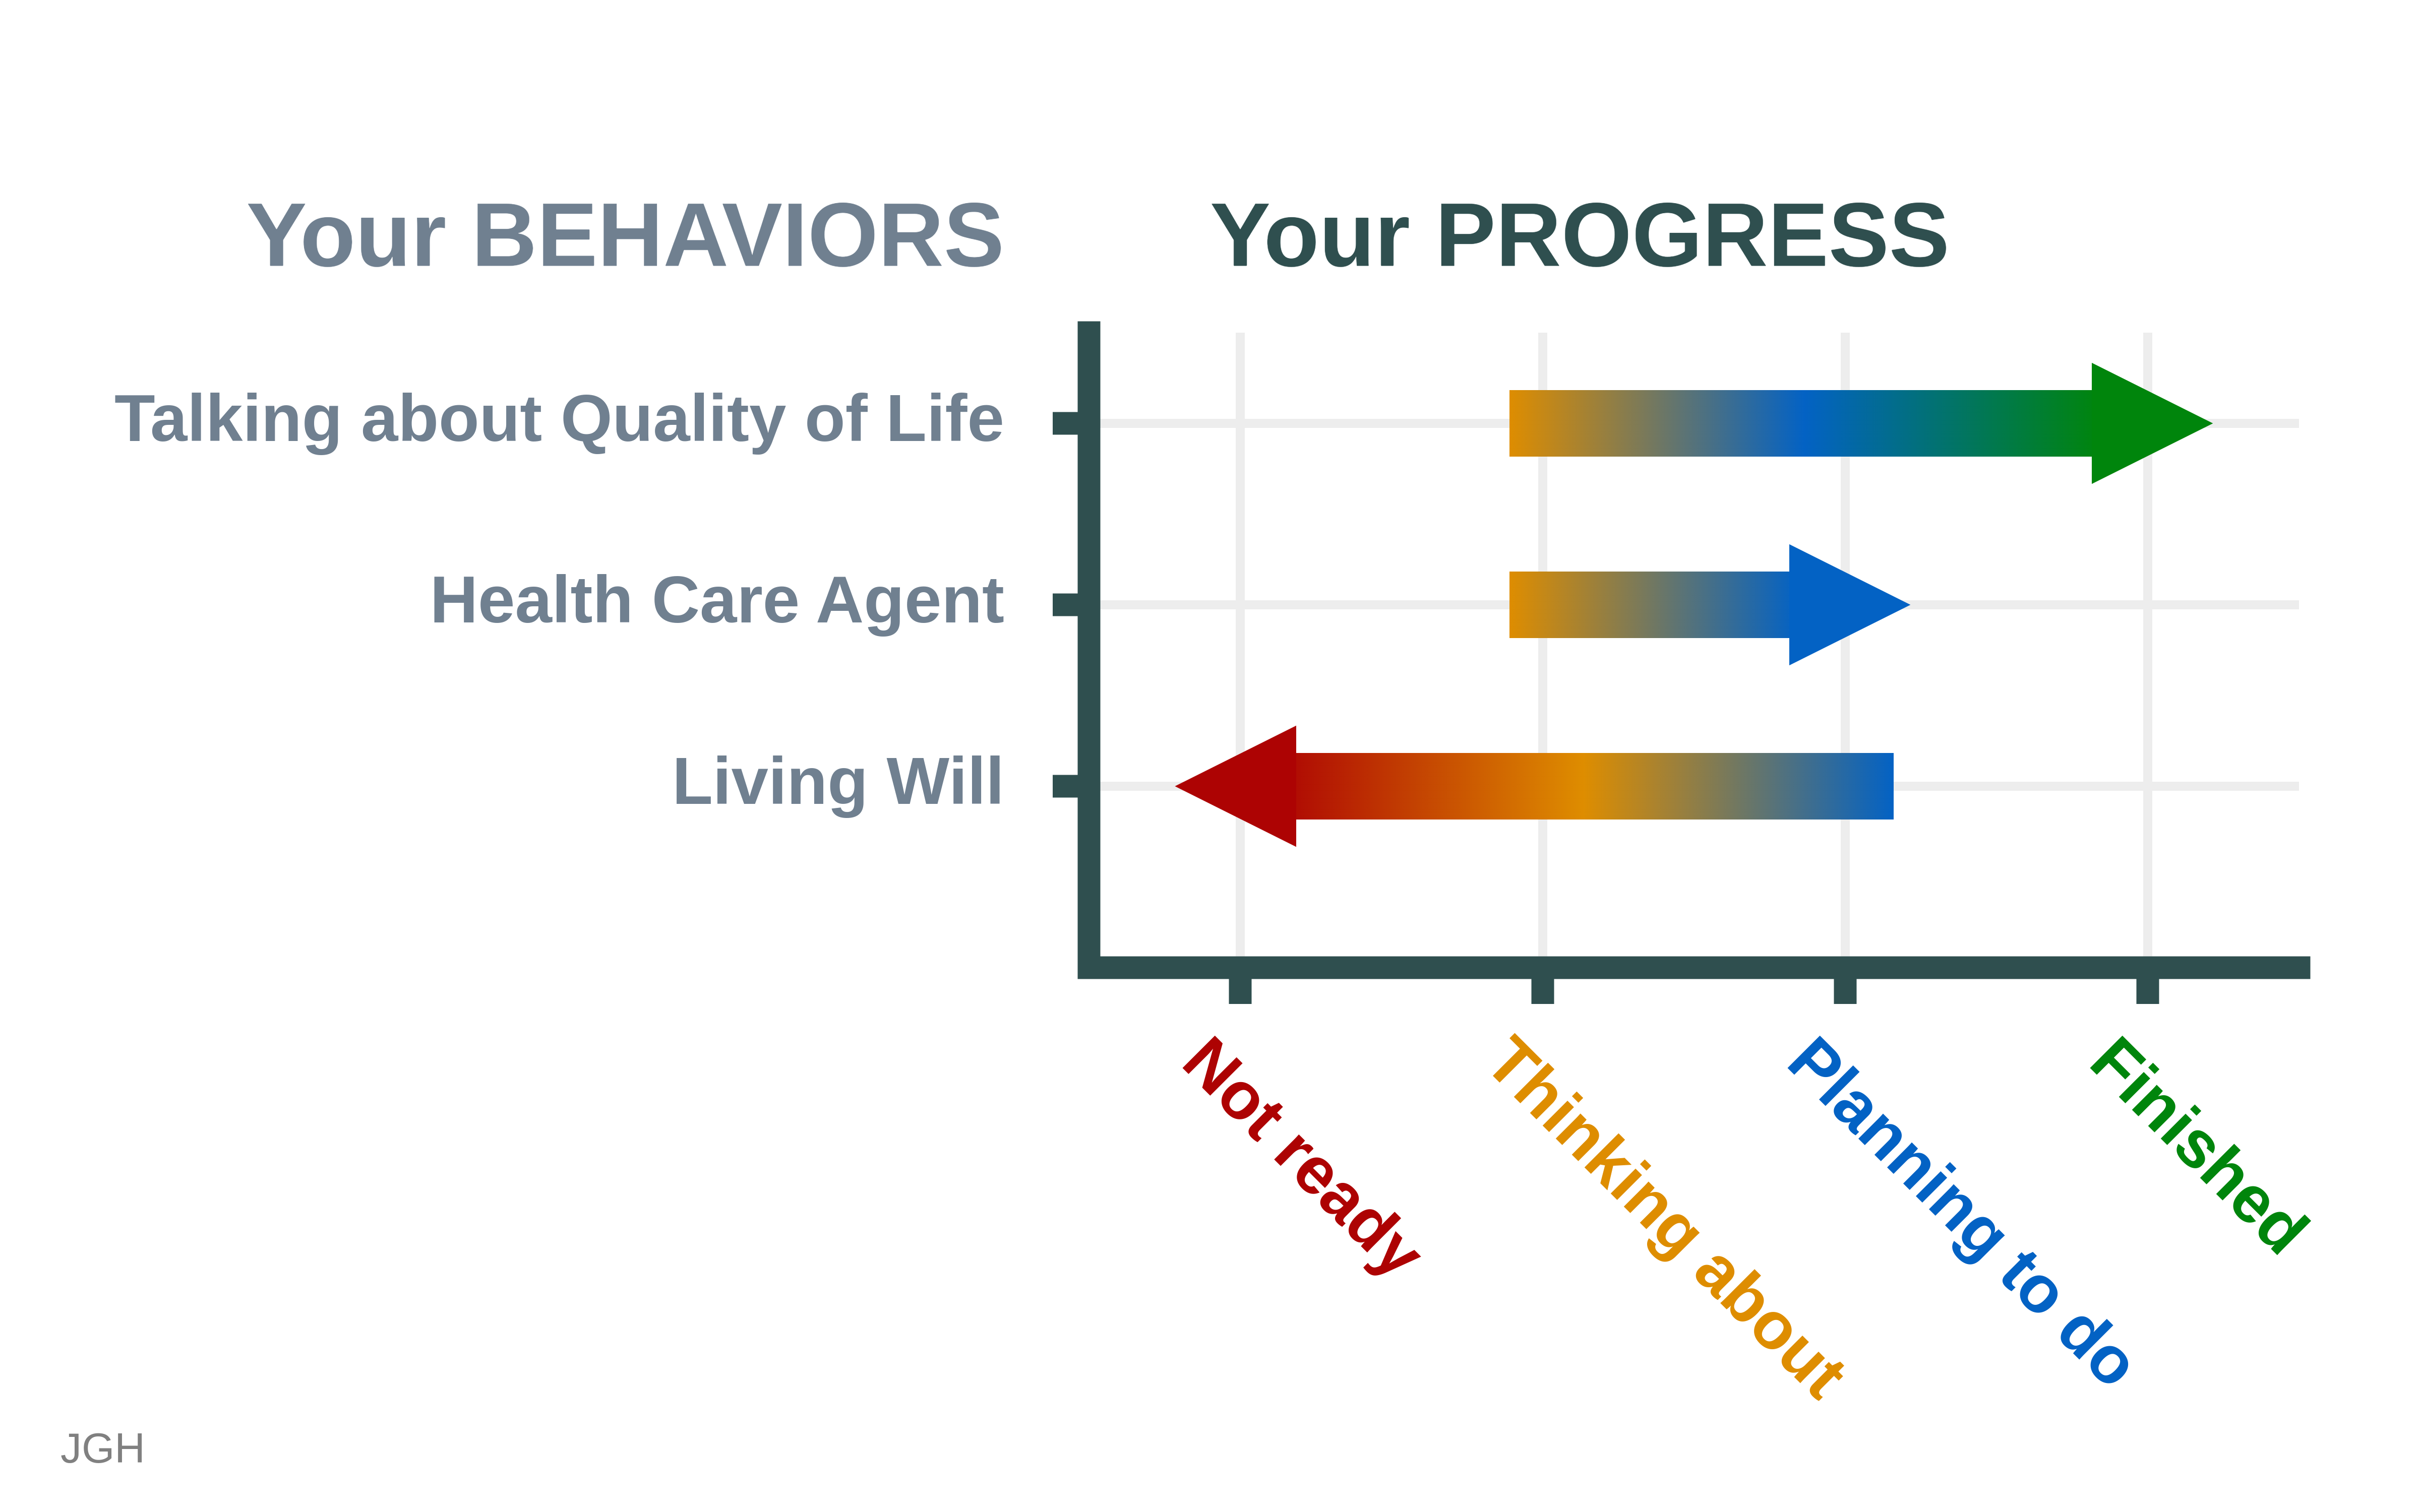 Your BEHAVIORS
Your PROGRESS
Talking about Quality of Life
Health Care Agent
Living Will
Not ready
Thinking about
Planning to do
Finished
JGH